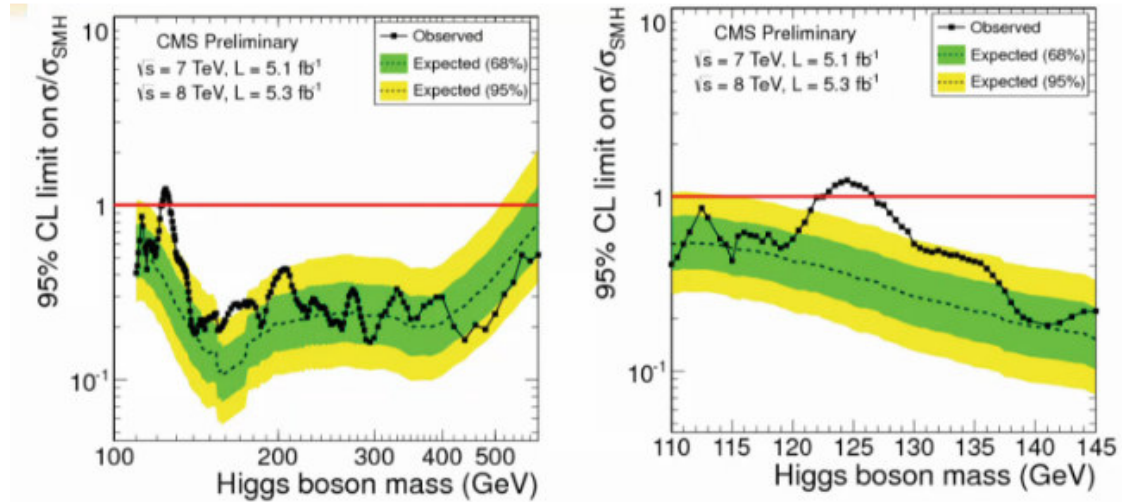 95% CL limit on σ/σSMH
10
1
10⁻¹
CMS Preliminary
√s = 7 TeV, L = 5.1 fb⁻¹
√s = 8 TeV, L = 5.3 fb⁻¹
Observed
Expected (68%)
Expected (95%)
100 200 300 400 500
Higgs boson mass (GeV)
95% CL limit on σ/σSMH
10
1
10⁻¹
CMS Preliminary
√s = 7 TeV, L = 5.1 fb⁻¹
√s = 8 TeV, L = 5.3 fb⁻¹
Observed
Expected (68%)
Expected (95%)
110 115 120 125 130 135 140 145
Higgs boson mass (GeV)